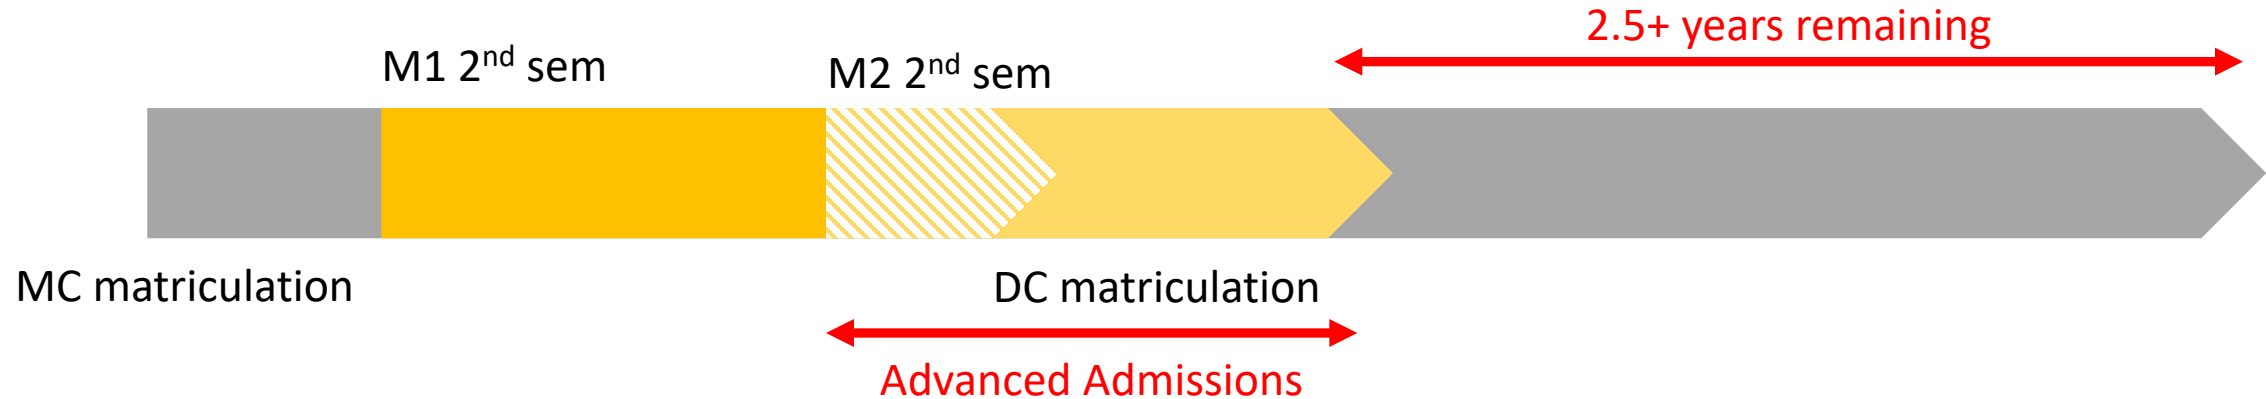 2.5+ years remaining
M1 2nd sem
M2 2nd sem
MC matriculation
DC matriculation
Advanced Admissions